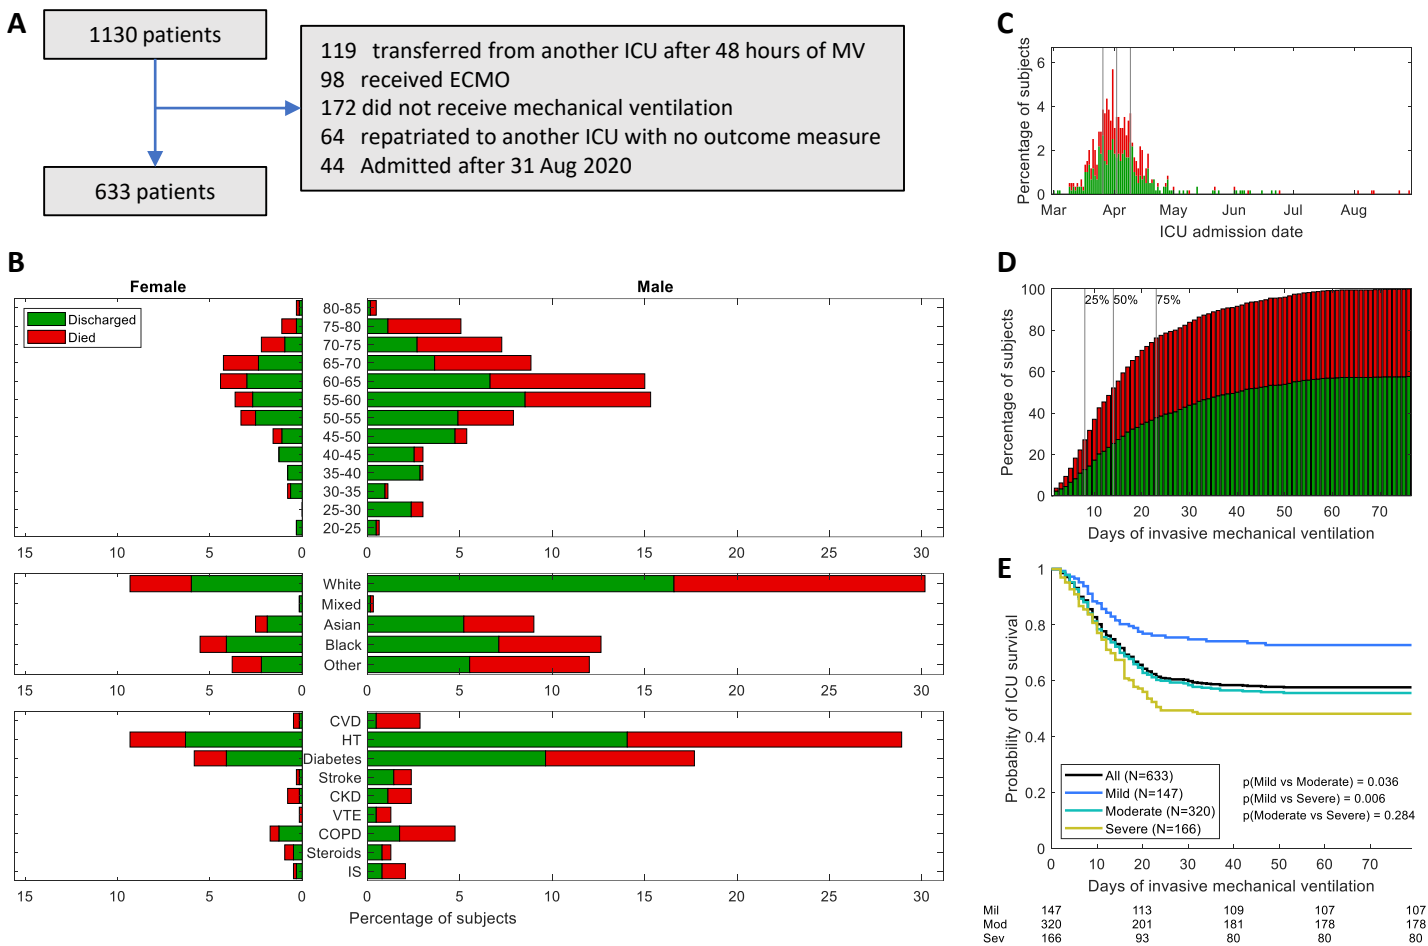 A
1130 patients
633 patients
119 transferred from another ICU after 48 hours of MV
98 received ECMO
172 did not receive mechanical ventilation
64 repatriated to another ICU with no outcome measure
44 Admitted after 31 Aug 2020
B
Female
Male
Discharged
Died
80-85
75-80
70-75
65-70
60-65
55-60
50-55
45-50
40-45
35-40
30-35
25-30
20-25
15 10 5 0
0 5 10 15 20 25 30
White
Mixed
Asian
Black
Other
15 10 5 0
0 5 10 15 20 25 30
CVD
HT
Diabetes
Stroke
CKD
VTE
COPD
Steroids
IS
15 10 5 0
0 5 10 15 20 25 30
Percentage of subjects
C
Percentage of subjects
6
4
2
0
Mar Apr May Jun Jul Aug
ICU admission date
D
Percentage of subjects
100
80
60
40
20
0
25% 50% 75%
10 20 30 40 50 60 70
Days of invasive mechanical ventilation
E
Probability of ICU survival
1
0.8
0.6
0.4
0.2
0
All (N=633)
Mild (N=147)
Moderate (N=320)
Severe (N=166)
p(Mild vs Moderate) = 0.036
p(Mild vs Severe) = 0.006
p(Moderate vs Severe) = 0.284
0 10 20 30 40 50 60 70
Days of invasive mechanical ventilation
Mil 147 113 109 107 107
Mod 320 201 181 178 178
Sev 166 93 80 80 80